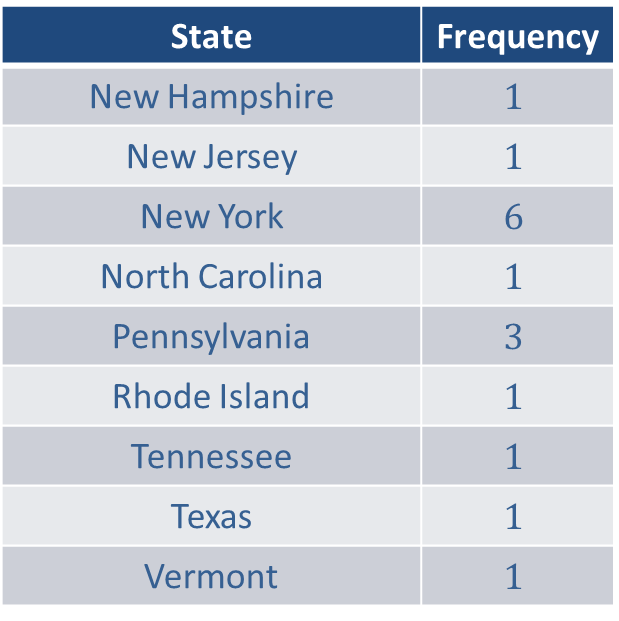 State Frequency
New Hampshire 1
New Jersey 1
New York 6
North Carolina 1
Pennsylvania 3
Rhode Island 1
Tennessee 1
Texas 1
Vermont 1